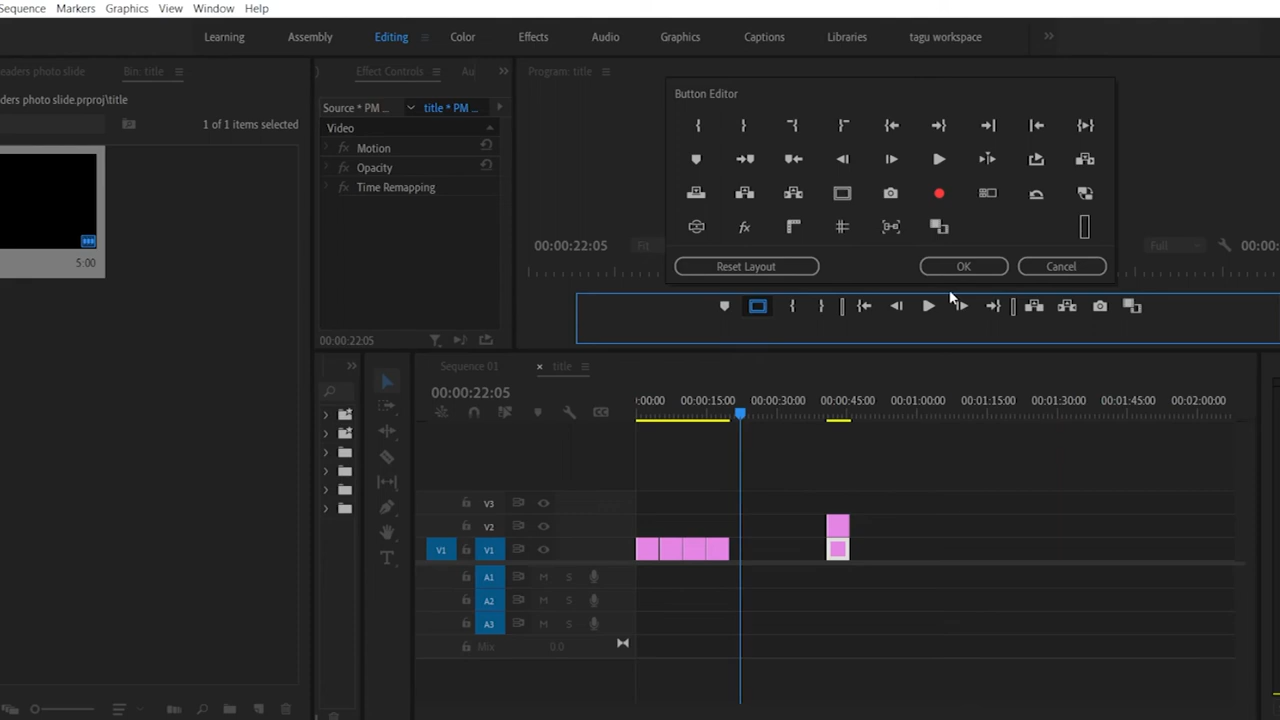 Sequence Markers Graphics View Window Help
Learning Assembly Editing Color Effects Audio Graphics Captions Libraries tagu workspace
eaders photo slide Bin: title Effect Controls Au Program: title
Button Editor
ders photo slide.prproj\title
Source * PM ... title * PM ...
1 of 1 items selected
Video
Motion
Opacity
Time Remapping
fx
00:00:22:05 Fit Full 00:00:
5:00
Reset Layout OK Cancel
00:00:22:05
Sequence 01 title
00:00:22:05
:00:00 00:00:15:00 00:00:30:00 00:00:45:00 00:01:00:00 00:01:15:00 00:01:30:00 00:01:45:00 00:02:00:00
V3
V2
V1 V1
A1 M S
A2 M S
A3 M S
Mix 0.0